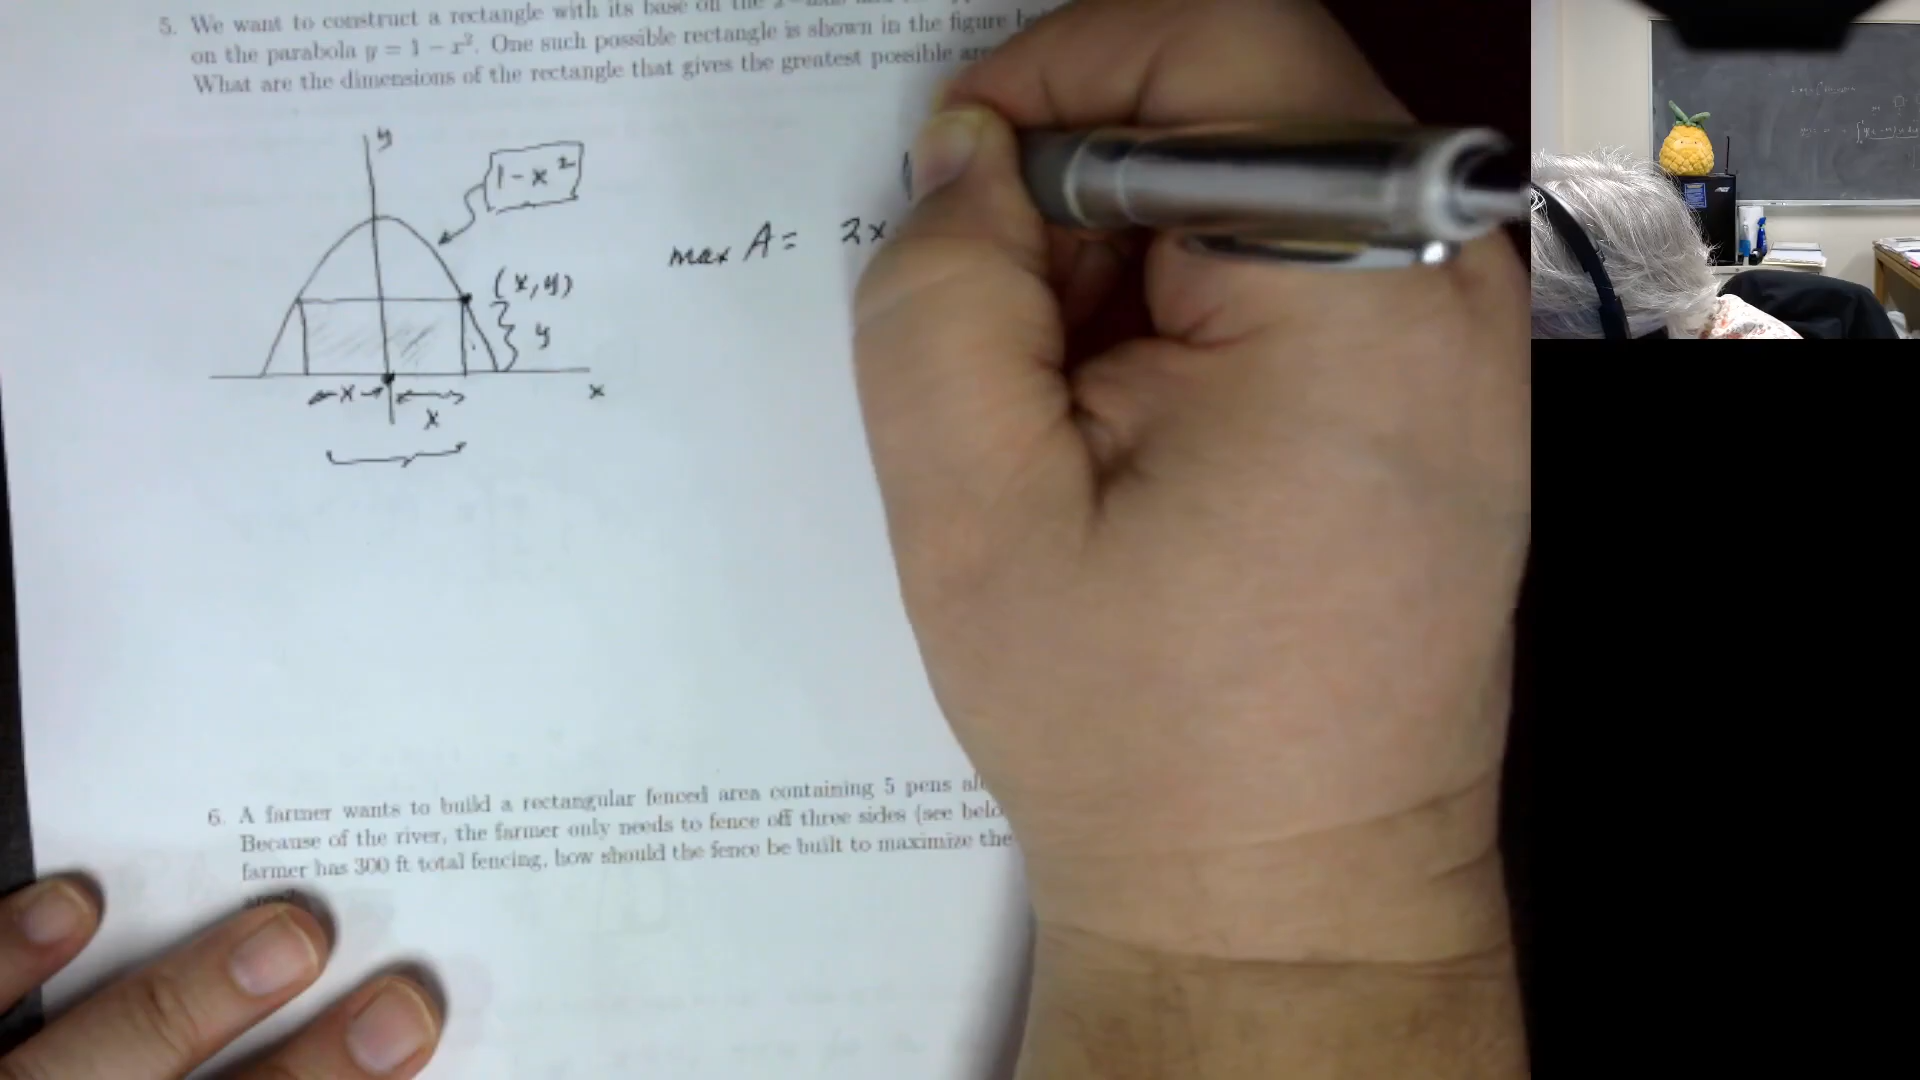 5. We want to construct a rectangle with its base on the
on the parabola y = 1 − x². One such possible rectangle is shown in the figure
What are the dimensions of the rectangle that gives the greatest possible
y
1 - x²
max A = 2x
(x,y)
y
x
x
x
6. A farmer wants to build a rectangular fenced area containing 5 pens
Because of the river, the farmer only needs to fence off three sides (see
farmer has 300 ft total fencing, how should the fence be built to maximize the
area?